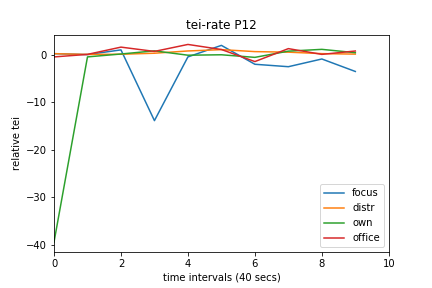 tei-rate P12
relative tei
0
−10
−20
−30
−40
focus
distr
own
office
0 2 4 6 8 10
time intervals (40 secs)